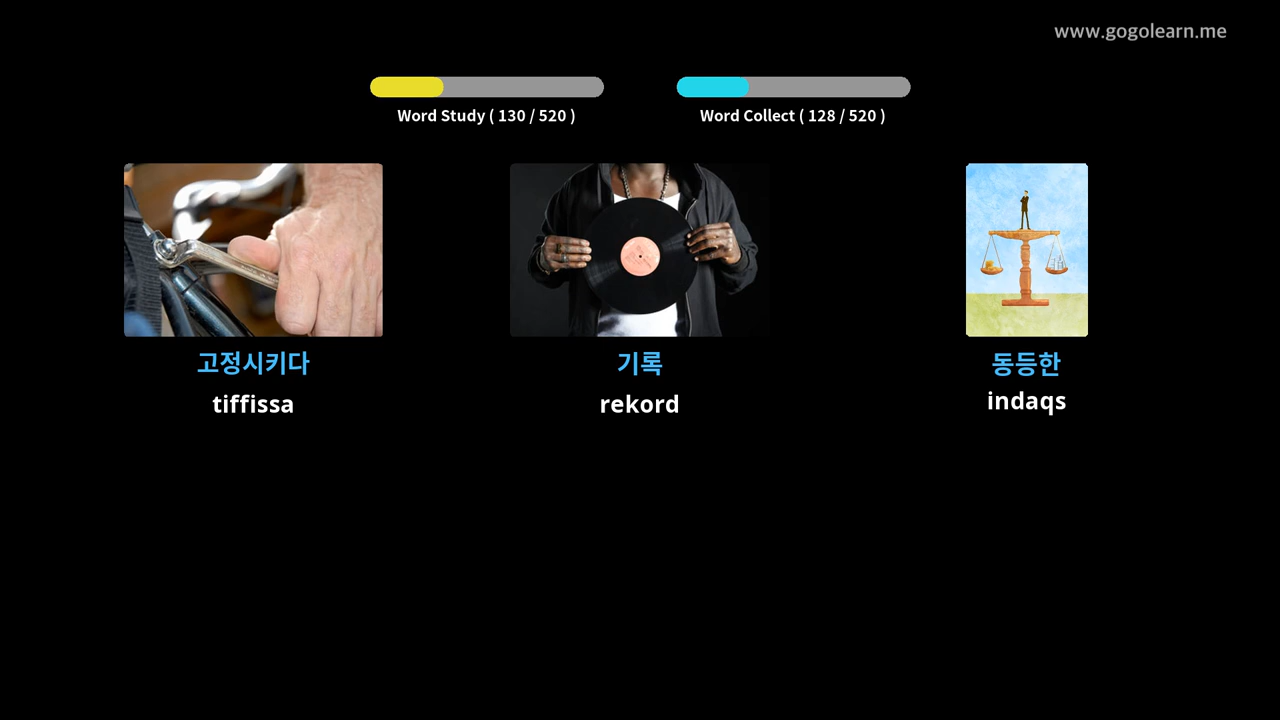 www.gogolearn.me
Word Study ( 130 / 520 )
Word Collect ( 128 / 520 )
고정시키다
tiffissa
기록
rekord
동등한
indaqs